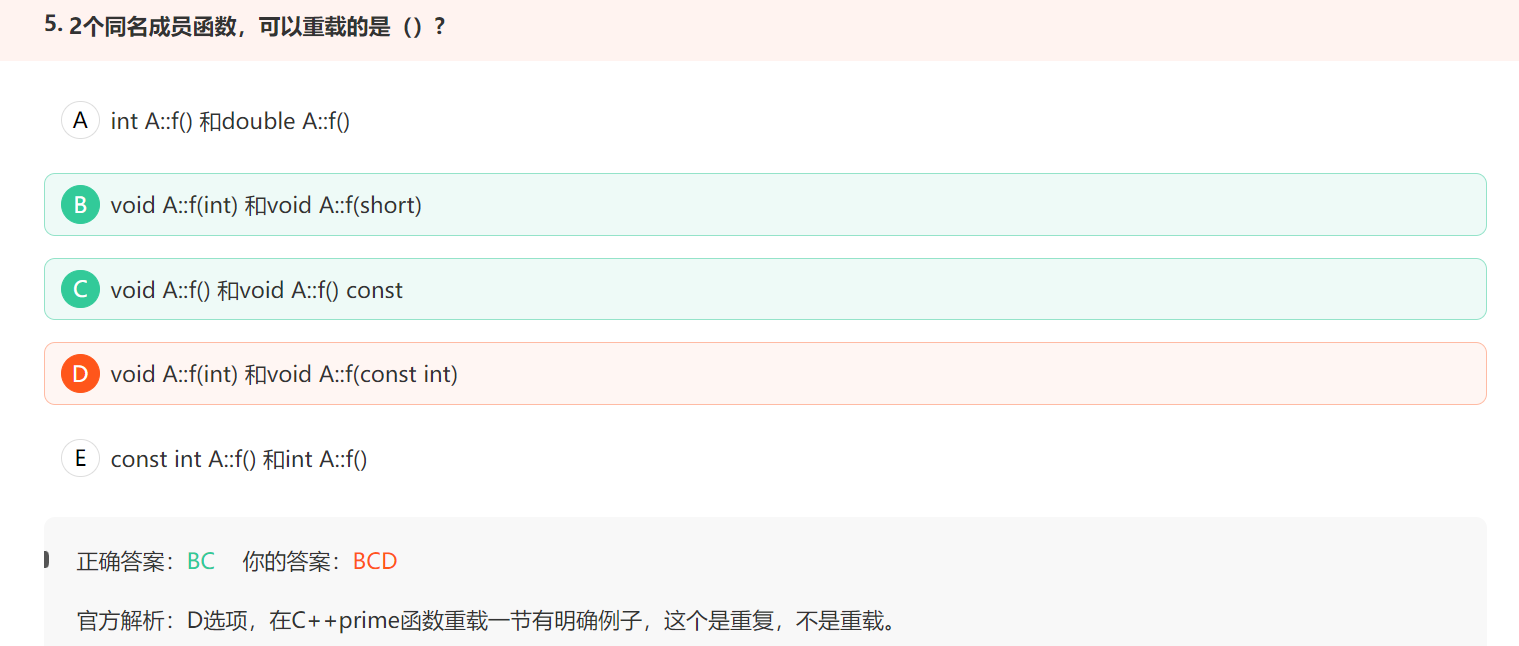 5. 2个同名成员函数，可以重载的是（）?
A int A::f() 和double A::f()
B void A::f(int) 和void A::f(short)
C void A::f() 和void A::f() const
D void A::f(int) 和void A::f(const int)
E const int A::f() 和int A::f()
正确答案：BC 你的答案：BCD
官方解析：D选项，在C++prime函数重载一节有明确例子，这个是重复，不是重载。